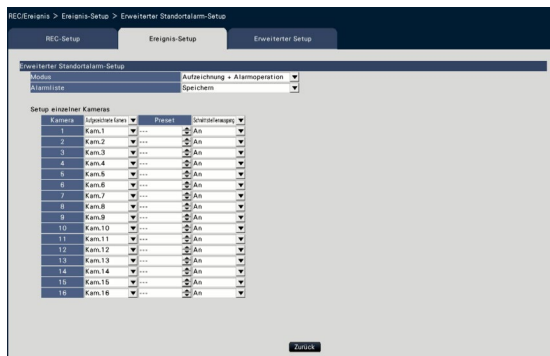 REC/Ereignis > Ereignis-Setup > Erweiterter Standortalarm-Setup
REC-Setup Ereignis-Setup Erweiterter Setup
Erweiterter Standortalarm-Setup
Modus Aufzeichnung + Alarmoperation
Alarmliste Speichern
Setup einzelner Kameras
Kamera Aufgezeichnete Kamera Preset Schnittstellenausgang
1 Kam.1 --- An
2 Kam.2 --- An
3 Kam.3 --- An
4 Kam.4 --- An
5 Kam.5 --- An
6 Kam.6 --- An
7 Kam.7 --- An
8 Kam.8 --- An
9 Kam.9 --- An
10 Kam.10 --- An
11 Kam.11 --- An
12 Kam.12 --- An
13 Kam.13 --- An
14 Kam.14 --- An
15 Kam.15 --- An
16 Kam.16 --- An
Zurück